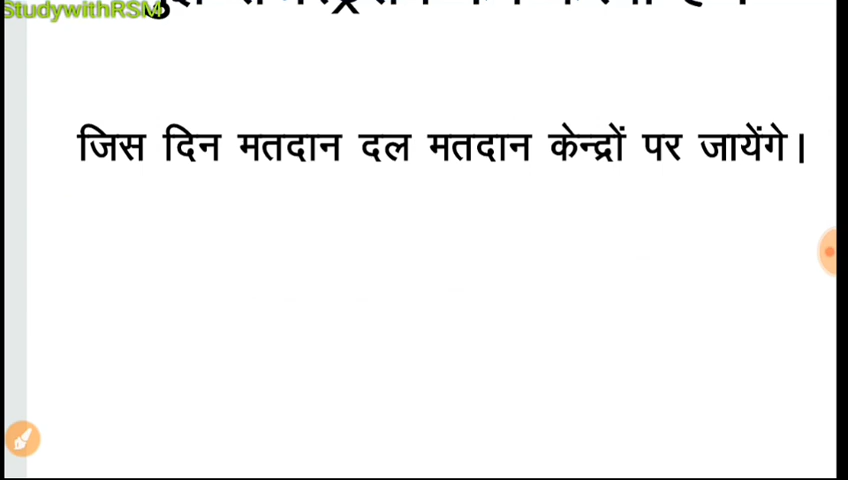 StudywithRSM
जिस दिन मतदान दल मतदान केन्द्रों पर जायेंगे।